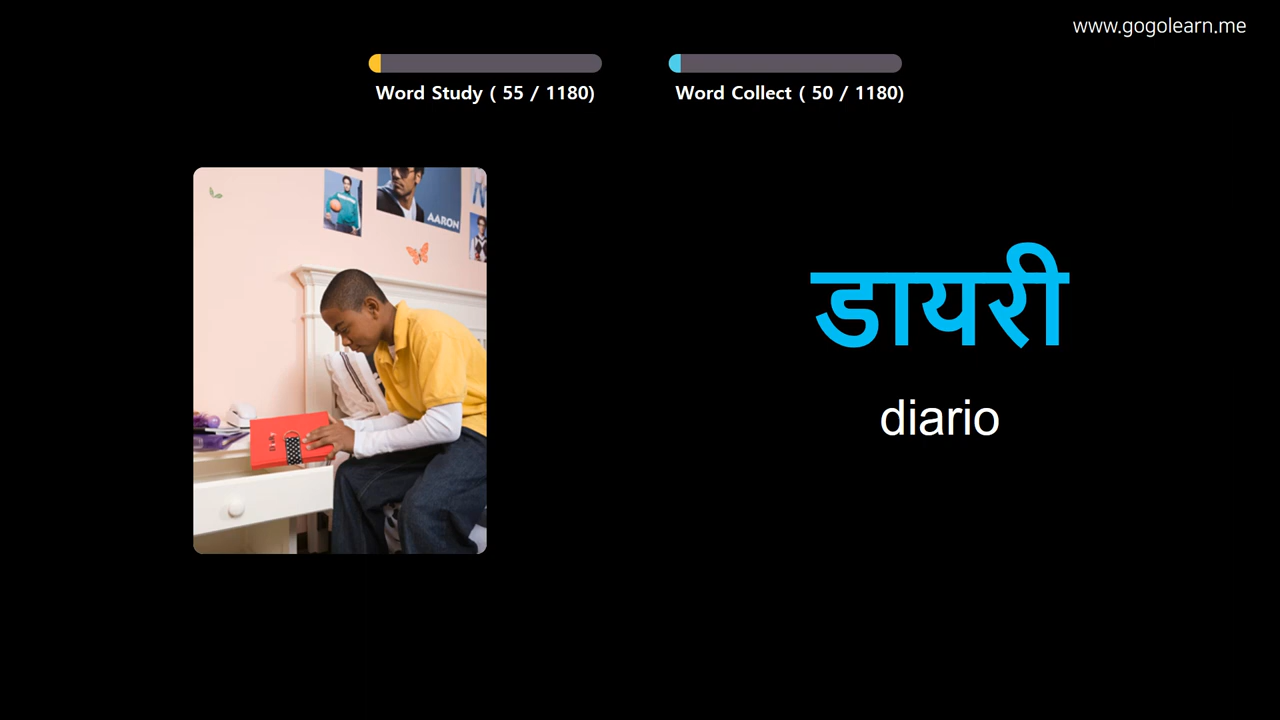 www.gogolearn.me
Word Study ( 55 / 1180)
Word Collect ( 50 / 1180)
AARON
डायरी
diario